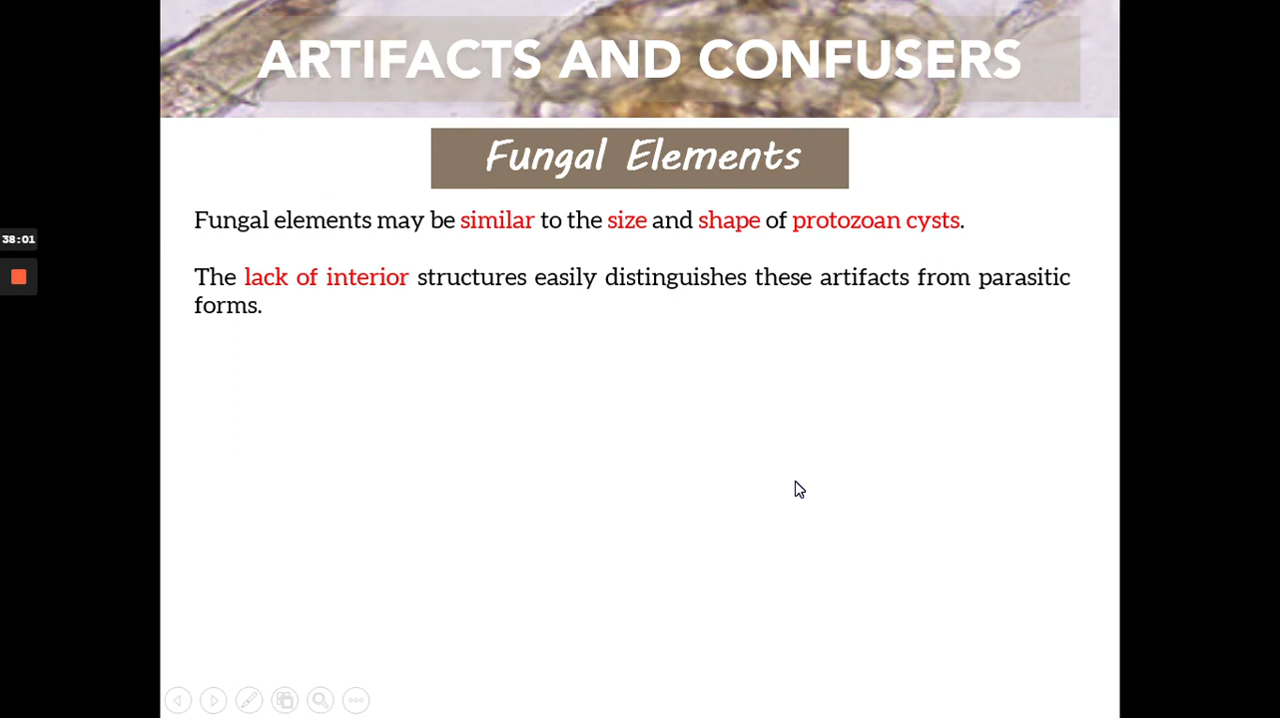 ARTIFACTS AND CONFUSERS
Fungal Elements
Fungal elements may be similar to the size and shape of protozoan cysts.
38:01
The lack of interior structures easily distinguishes these artifacts from parasitic
forms.